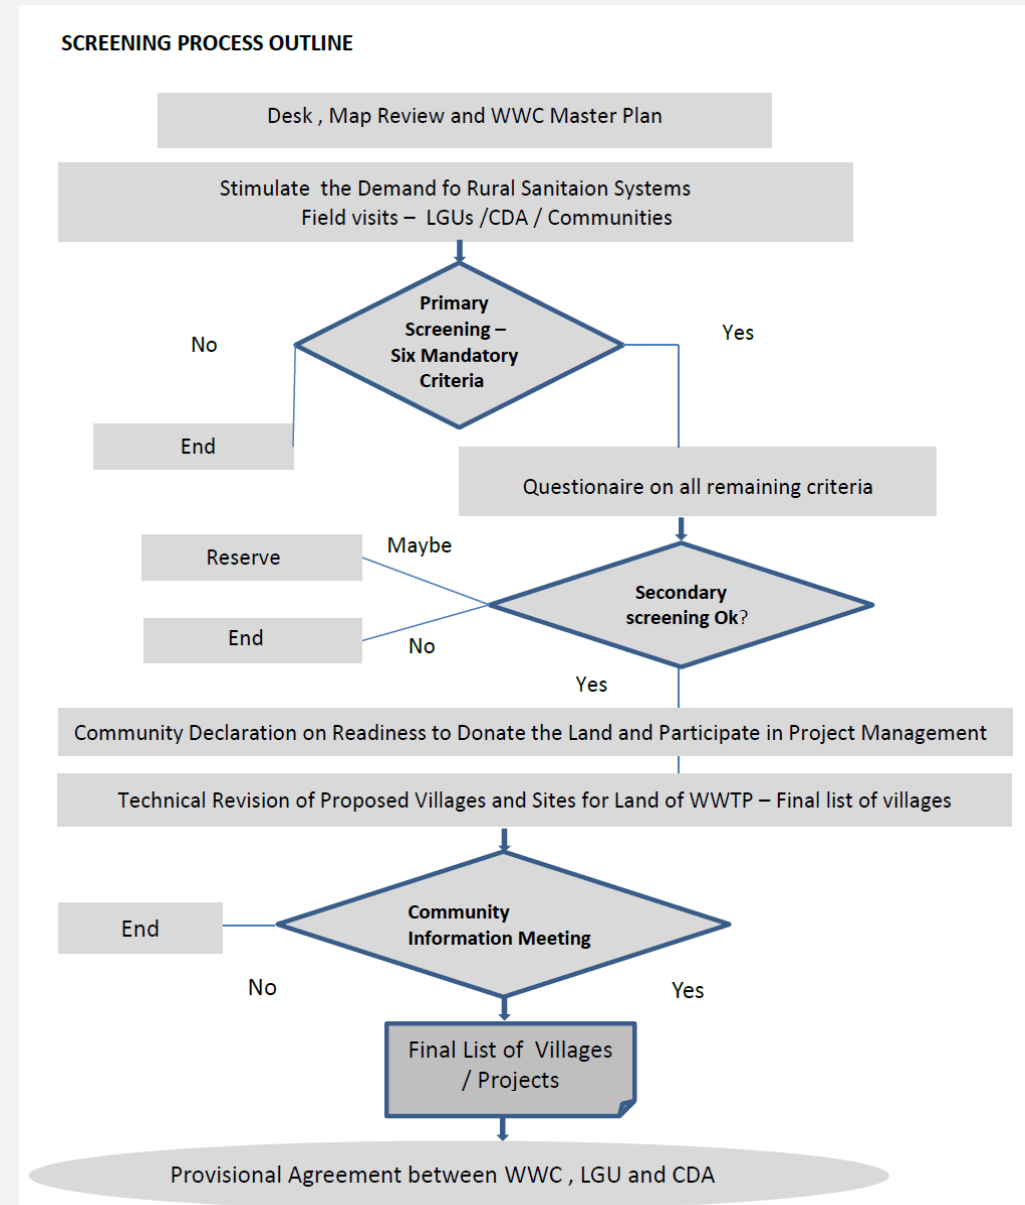 SCREENING PROCESS OUTLINE
Desk , Map Review and WWC Master Plan
Stimulate the Demand fo Rural Sanitaion Systems
Field visits – LGUs /CDA / Communities
Primary
Screening –
Six Mandatory
Criteria
No
Yes
End
Questionaire on all remaining criteria
Reserve
Maybe
Secondary
screening Ok?
End
No
Yes
Community Declaration on Readiness to Donate the Land and Participate in Project Management
Technical Revision of Proposed Villages and Sites for Land of WWTP – Final list of villages
Community
Information Meeting
End
No
Yes
Final List of Villages
/ Projects
Provisional Agreement between WWC , LGU and CDA